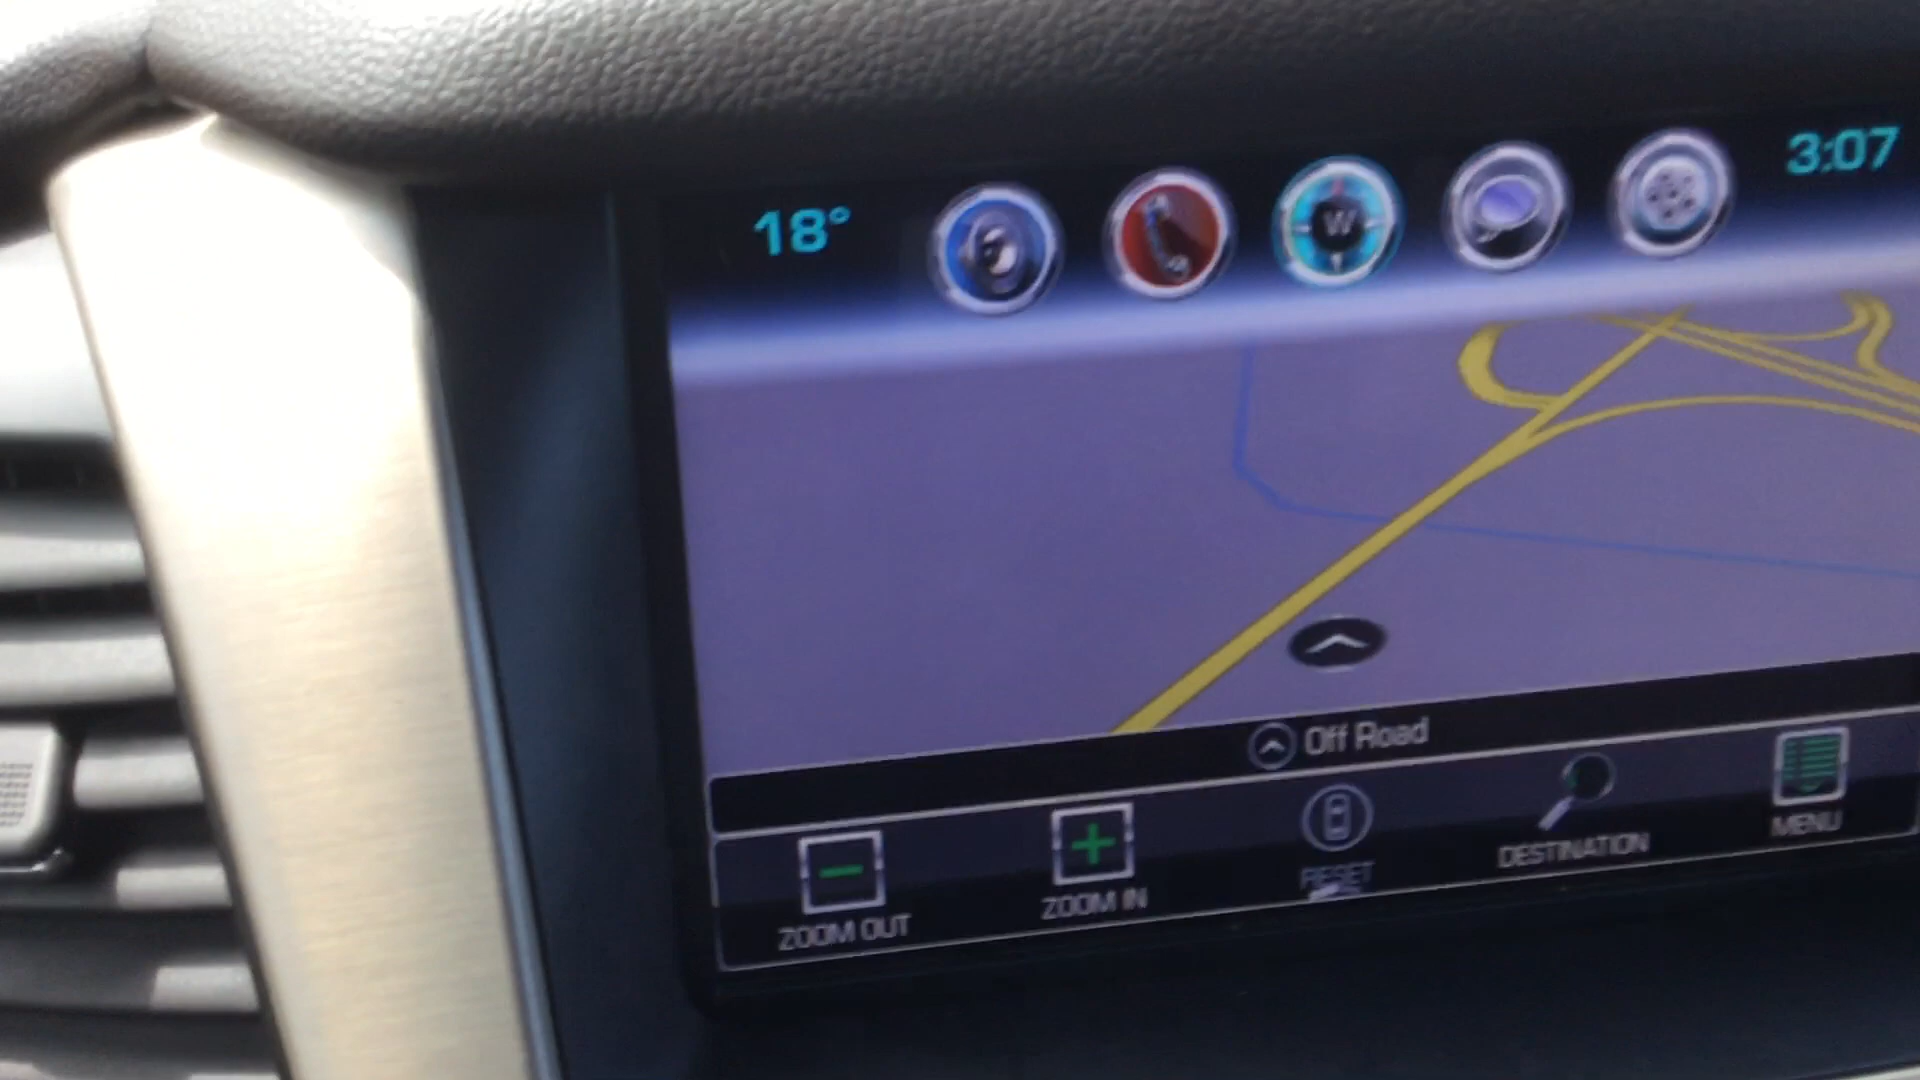 18°
W
3:07
Off Road
ZOOM OUT
ZOOM IN
RESET
DESTINATION
MENU